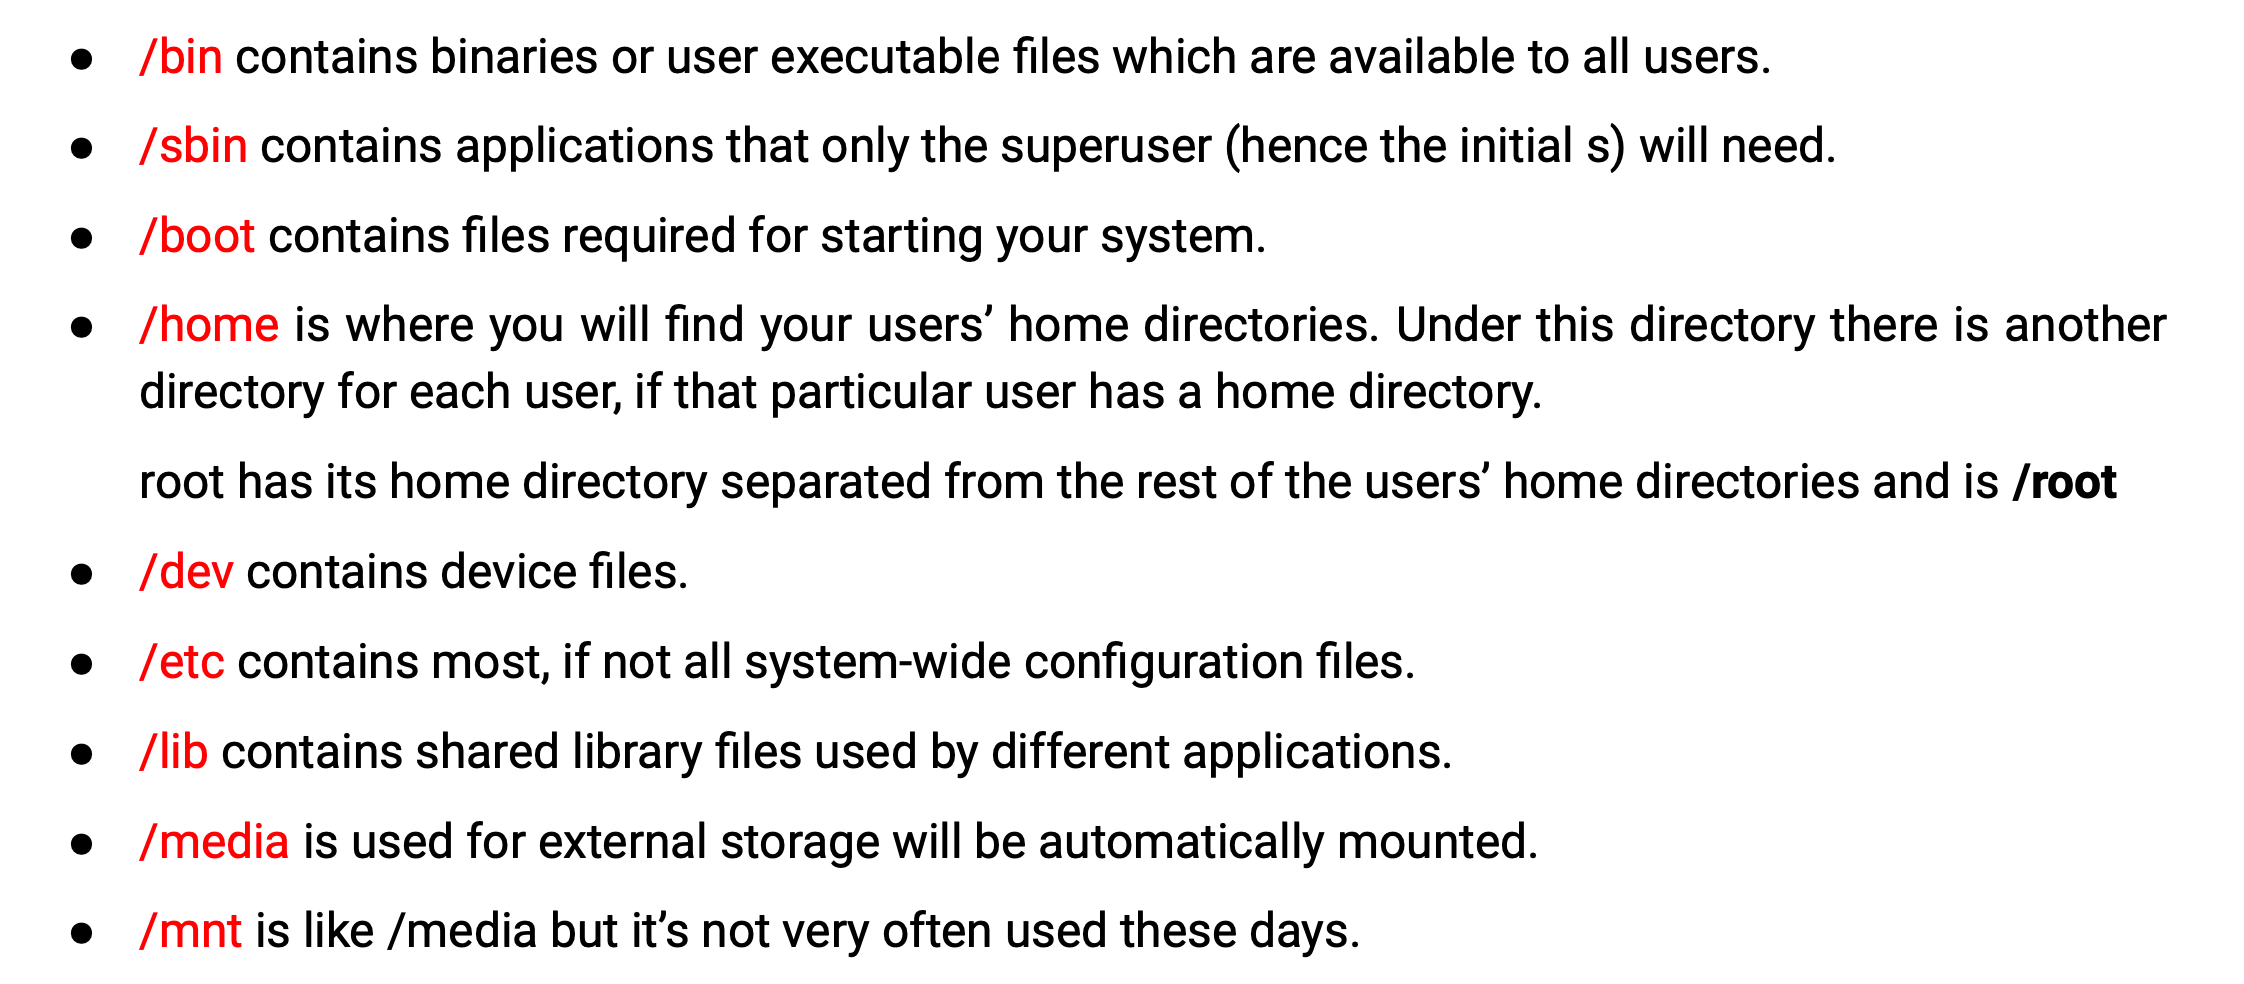 ● /bin contains binaries or user executable files which are available to all users.
● /sbin contains applications that only the superuser (hence the initial s) will need.
● /boot contains files required for starting your system.
● /home is where you will find your users’ home directories. Under this directory there is another
directory for each user, if that particular user has a home directory.
root has its home directory separated from the rest of the users’ home directories and is /root
● /dev contains device files.
● /etc contains most, if not all system-wide configuration files.
● /lib contains shared library files used by different applications.
● /media is used for external storage will be automatically mounted.
● /mnt is like /media but it’s not very often used these days.